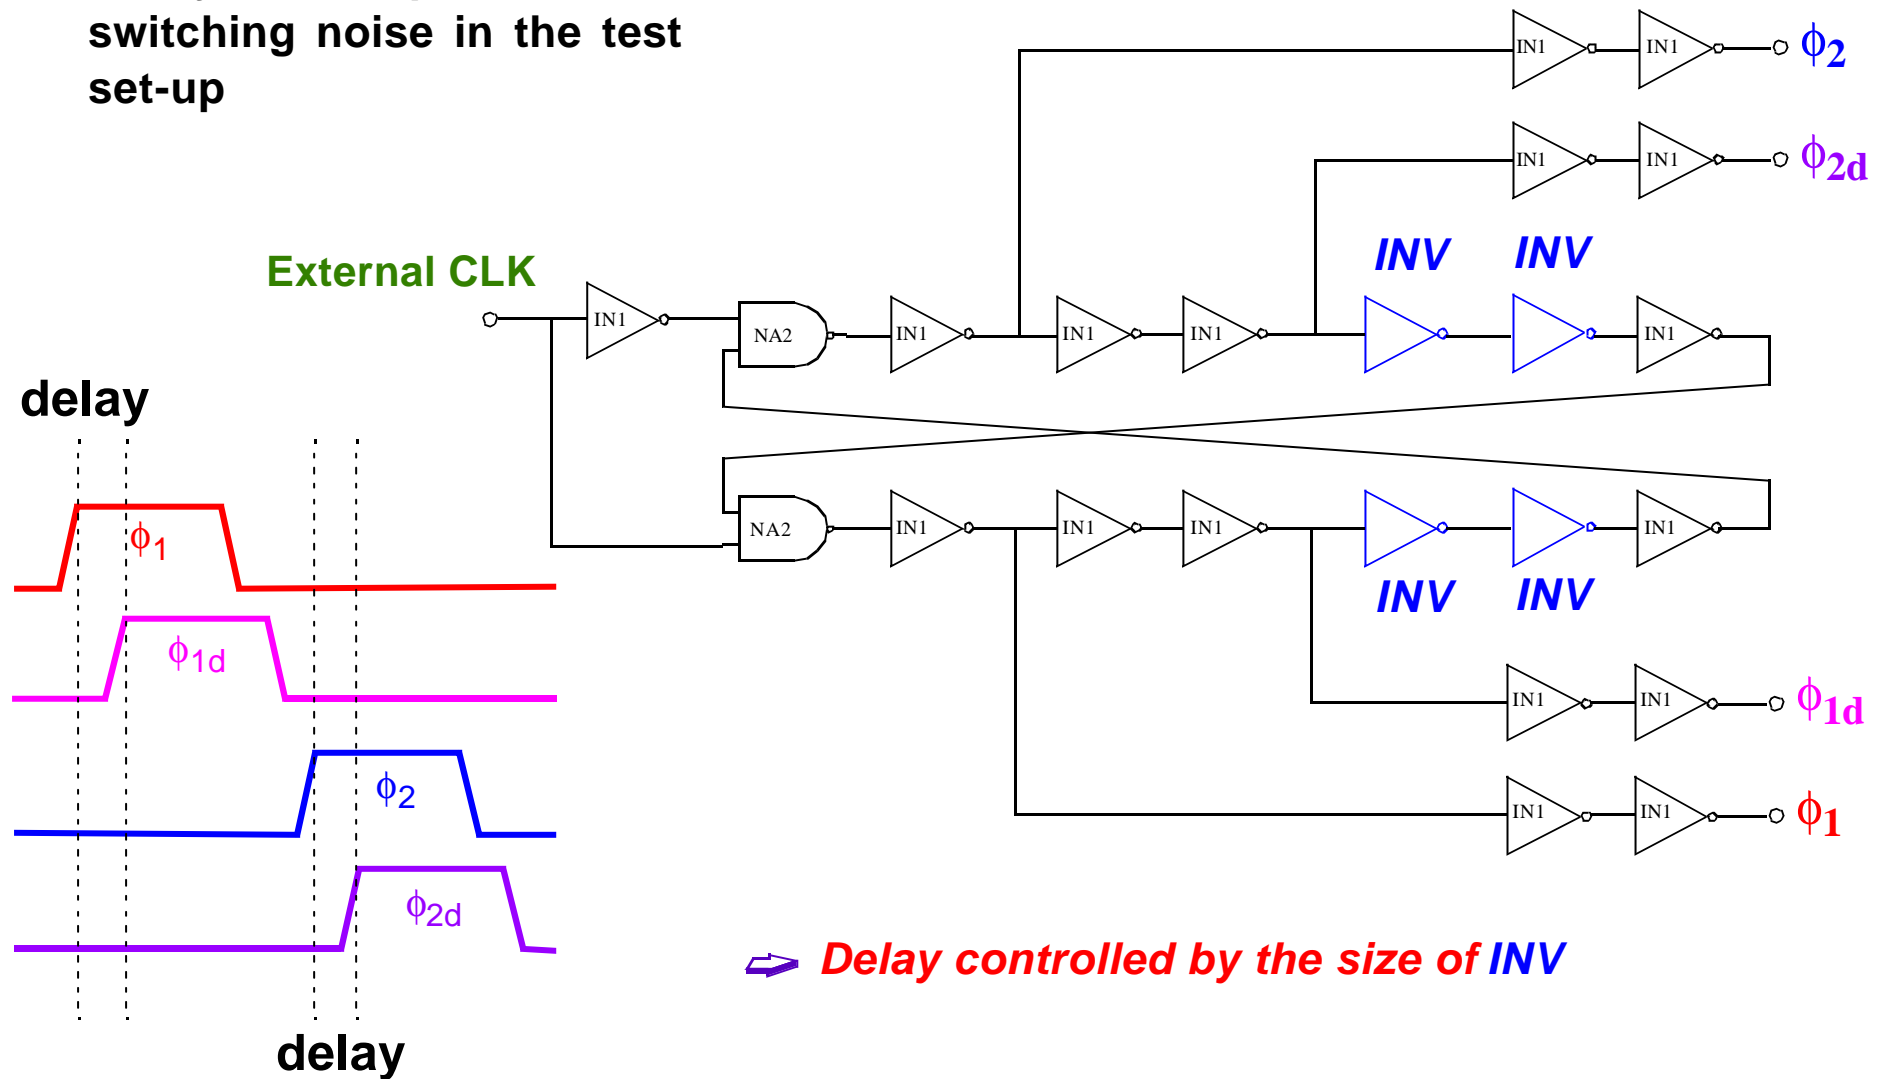 switching noise in the test
set-up
IN1 IN1 ϕ2
IN1 IN1 ϕ2d
INV INV
External CLK
IN1 NA2 IN1 IN1 IN1 IN1
delay
NA2 IN1 IN1 IN1 IN1
ϕ1
INV INV
ϕ1d
IN1 IN1 ϕ1d
ϕ2
IN1 IN1 ϕ1
ϕ2d
Delay controlled by the size of INV
delay